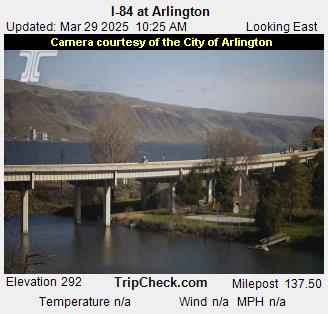 I-84 at Arlington
Updated: Mar 29 2025 10:25 AM Looking East
Camera courtesy of the City of Arlington
Elevation 292 TripCheck.com Milepost 137.50
Temperature n/a Wind n/a MPH n/a